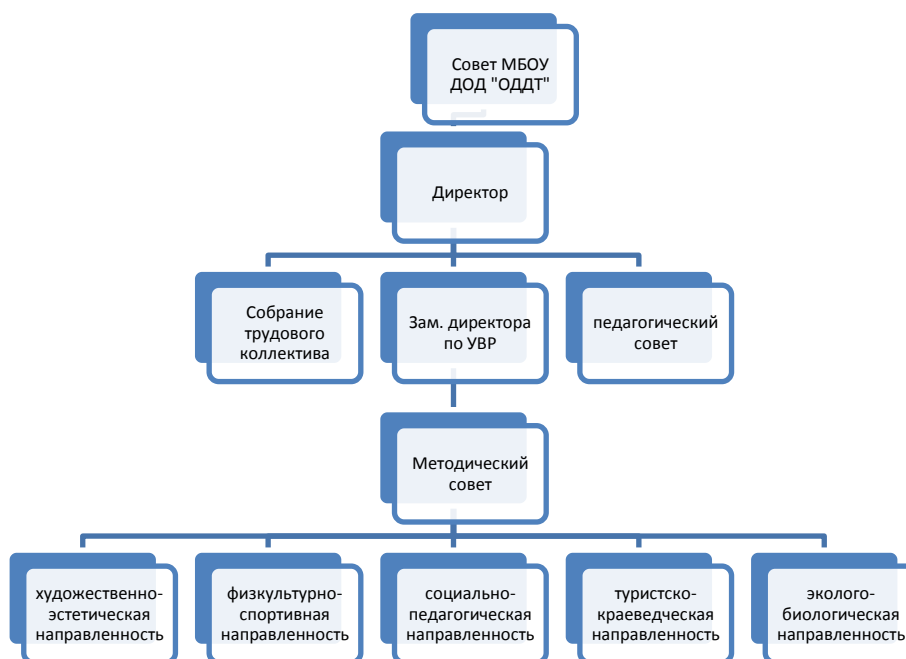 Совет МБОУ
ДОД "ОДДТ"
Директор
Собрание
трудового
коллектива
Зам. директора
по УВР
педагогический
совет
Методический
совет
художественно-
эстетическая
направленность
физкультурно-
спортивная
направленность
социально-
педагогическая
направленность
туристско-
краеведческая
направленность
эколого-
биологическая
направленность